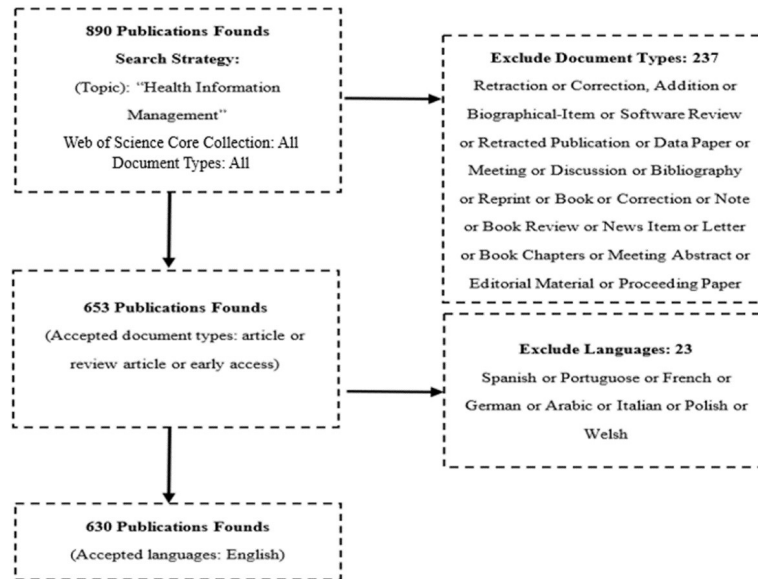 890 Publications Founds
Search Strategy:
(Topic): “Health Information
Management”
Web of Science Core Collection: All
Document Types: All
Exclude Document Types: 237
Retraction or Correction, Addition or
Biographical-Item or Software Review
or Retracted Publication or Data Paper or
Meeting or Discussion or Bibliography
or Reprint or Book or Correction or Note
or Book Review or News Item or Letter
or Book Chapters or Meeting Abstract or
Editorial Material or Proceeding Paper
653 Publications Founds
(Accepted document types: article or
review article or early access)
Exclude Languages: 23
Spanish or Portuguose or French or
German or Arabic or Italian or Polish or
Welsh
630 Publications Founds
(Accepted languages: English)